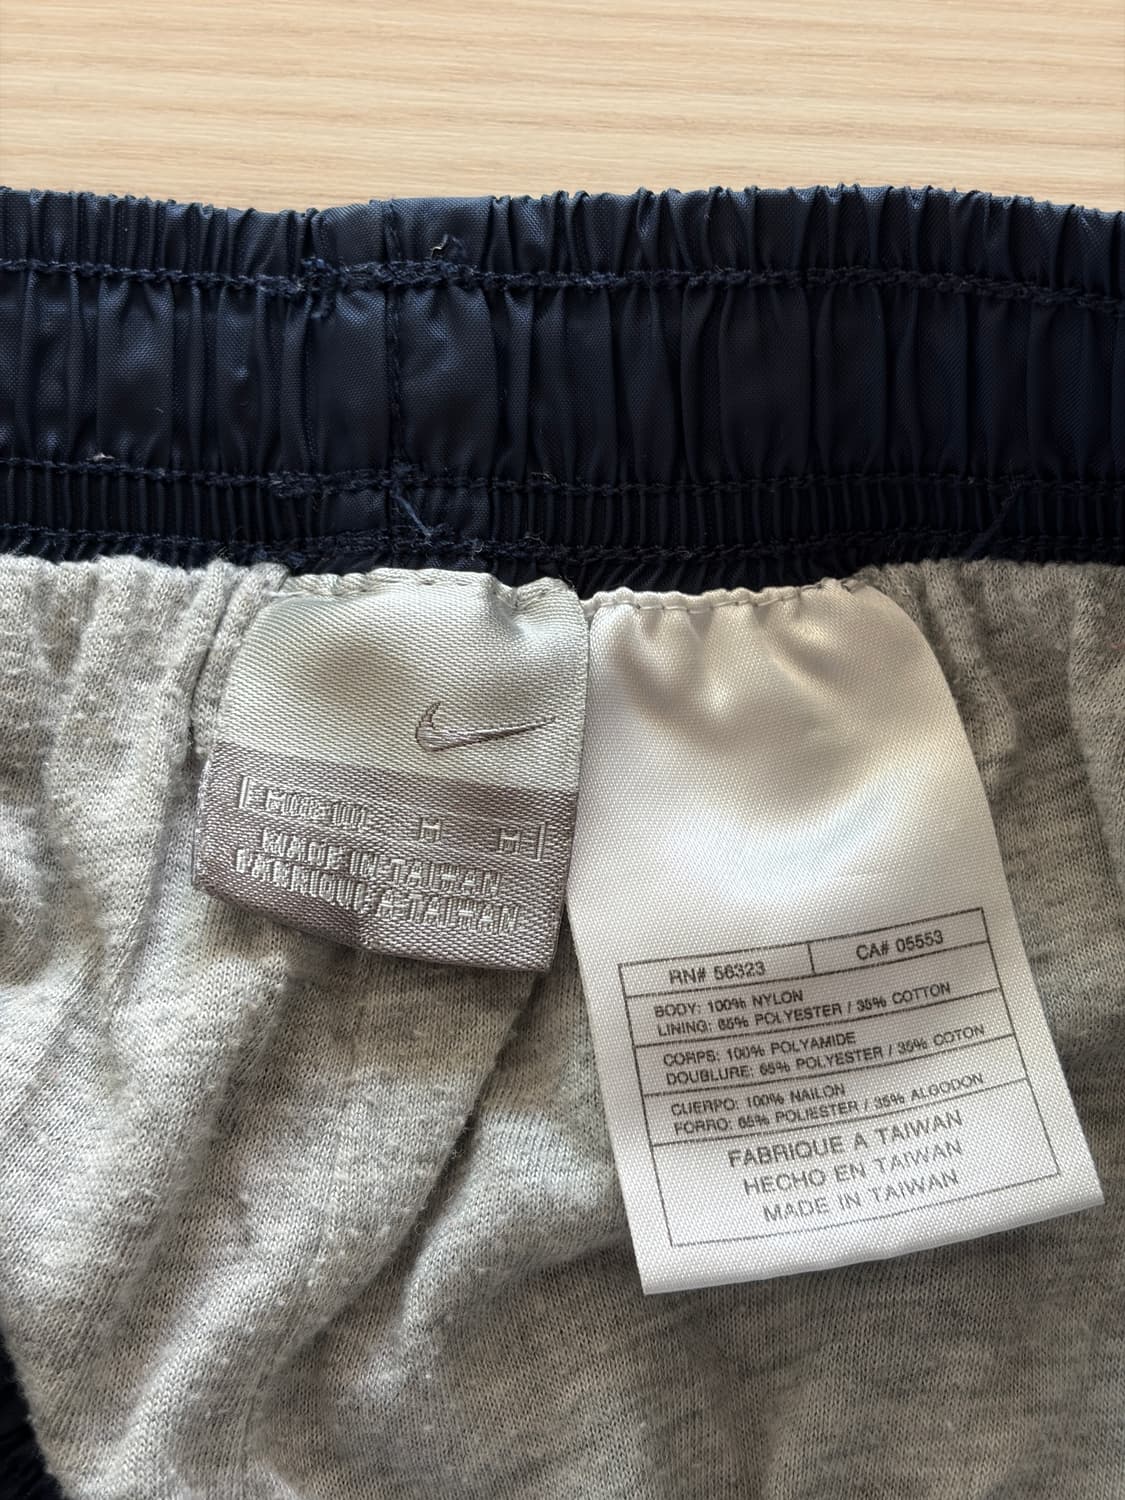 M M
MADE IN TAIWAN
FABRIQUE A TAIWAN
RN# 56323 CA# 05553
BODY: 100% NYLON
LINING: 65% POLYESTER / 35% COTTON
CORPS: 100% POLYAMIDE
DOUBLURE: 65% POLYESTER / 35% COTON
CUERPO: 100% NAILON
FORRO: 65% POLIESTER / 35% ALGODON
FABRIQUE A TAIWAN
HECHO EN TAIWAN
MADE IN TAIWAN